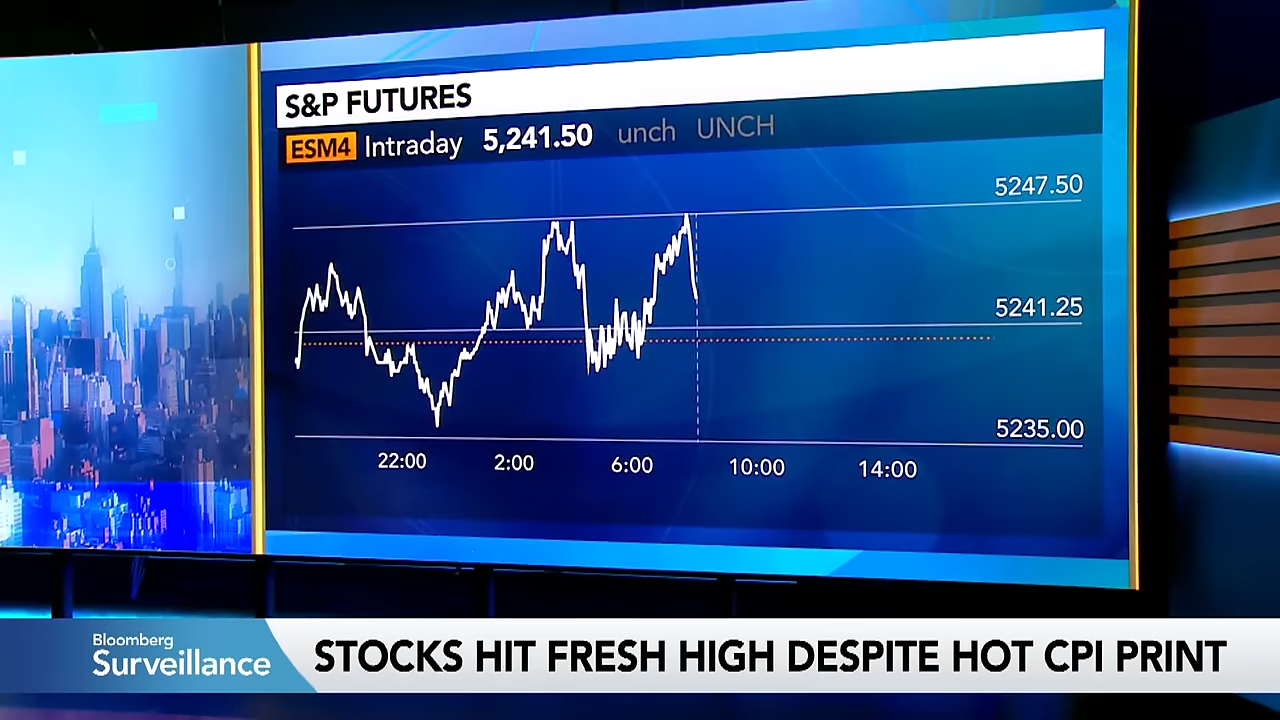 S&P FUTURES
ESM4 Intraday 5,241.50 unch UNCH
5247.50
5241.25
5235.00
22:00 2:00 6:00 10:00 14:00
Bloomberg
Surveillance
STOCKS HIT FRESH HIGH DESPITE HOT CPI PRINT